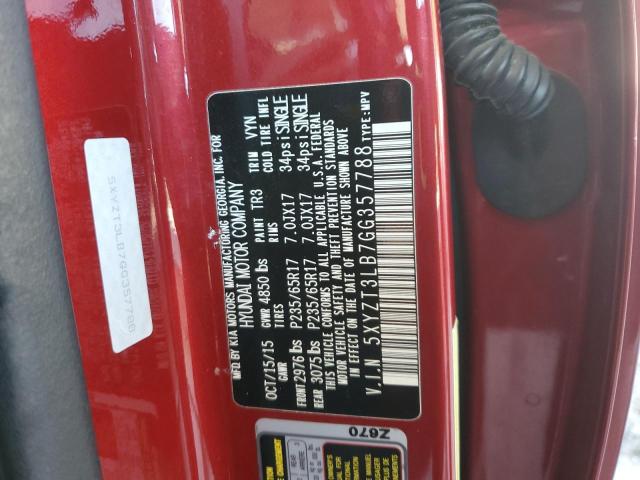 MFD. BY KIA MOTORS MANUFACTURING GEORGIA, INC. FOR
HYUNDAI MOTOR COMPANY
OCT/15/15 GVWR 4850 lbs PAINT TR3 TRIM VYN
GAWR TIRES RIMS COLD TIRE INFL
FRONT 2976 lbs P235/65R17 7.0JX17 34psi SINGLE
REAR 3075 lbs P235/65R17 7.0JX17 34psi SINGLE
THIS VEHICLE CONFORMS TO ALL APPLICABLE U.S.A. FEDERAL
MOTOR VEHICLE SAFETY AND THEFT PREVENTION STANDARDS
IN EFFECT ON THE DATE OF MANUFACTURE SHOWN ABOVE
V.I.N 5XYZT3LB7GG357788 TYPE:MPV
5XYZT3LB7GG357788
Z670